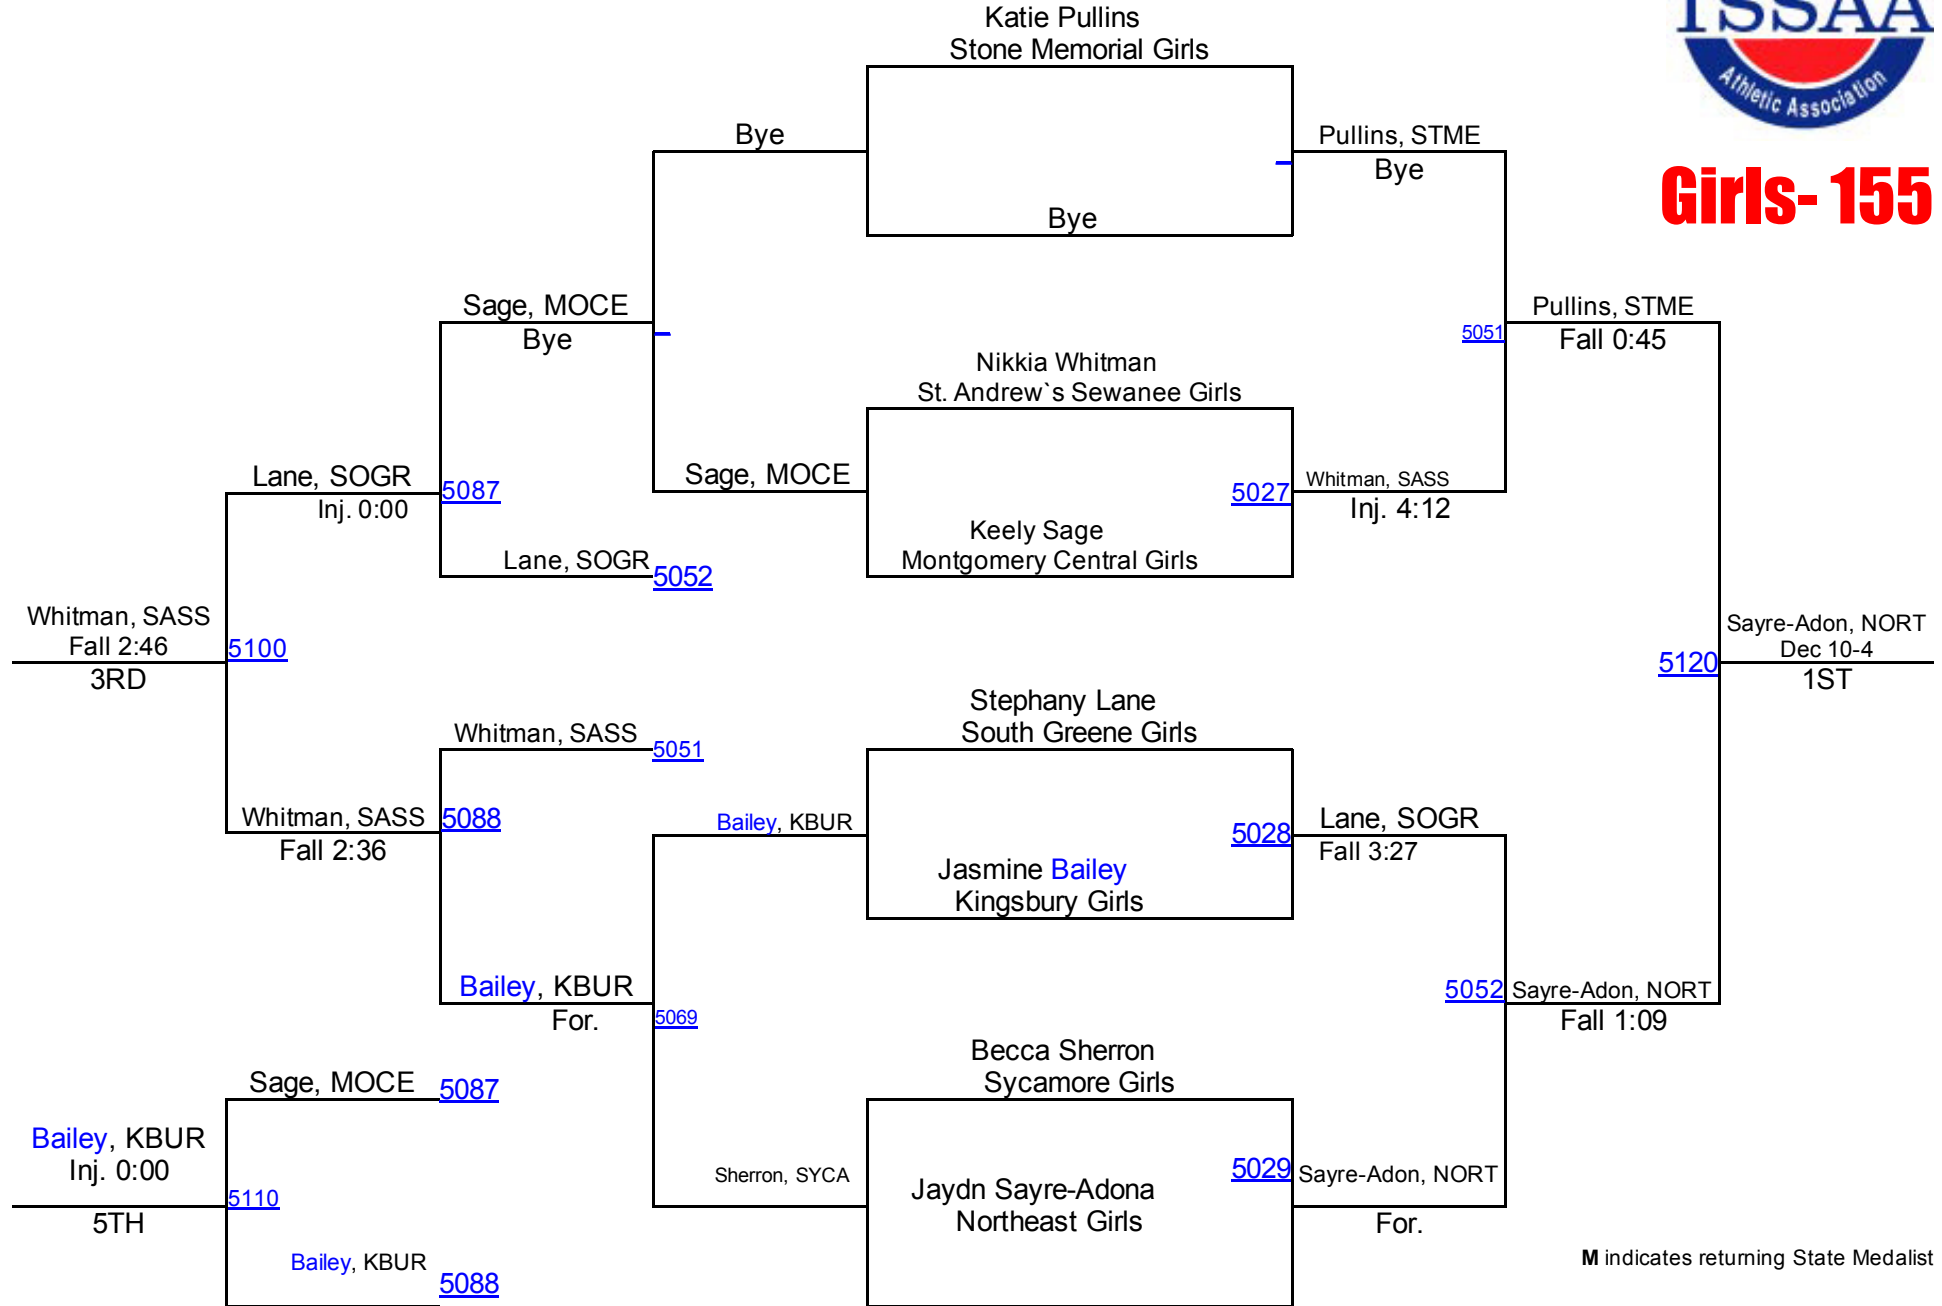 Katie Pullins
Stone Memorial Girls
TSSAA
Athletic Association
Girls- 155
Bye
Pullins, STME
Bye
Bye
Sage, MOCE
Bye
Pullins, STME
5051
Fall 0:45
Nikkia Whitman
St. Andrew`s Sewanee Girls
Lane, SOGR
5087
Inj. 0:00
Sage, MOCE
5027
Whitman, SASS
Inj. 4:12
Keely Sage
Montgomery Central Girls
Lane, SOGR
5052
Whitman, SASS
Fall 2:46
5100
3RD
Sayre-Adon, NORT
Dec 10-4
5120
1ST
Stephany Lane
South Greene Girls
Whitman, SASS
5051
Whitman, SASS
5088
Fall 2:36
Bailey, KBUR
5028
Lane, SOGR
Fall 3:27
Jasmine Bailey
Kingsbury Girls
Bailey, KBUR
For.
5069
5052
Sayre-Adon, NORT
Fall 1:09
Becca Sherron
Sycamore Girls
Sage, MOCE
5087
Bailey, KBUR
Inj. 0:00
5110
5TH
Sherron, SYCA
5029
Sayre-Adon, NORT
For.
Jaydn Sayre-Adona
Northeast Girls
Bailey, KBUR
5088
M indicates returning State Medalist